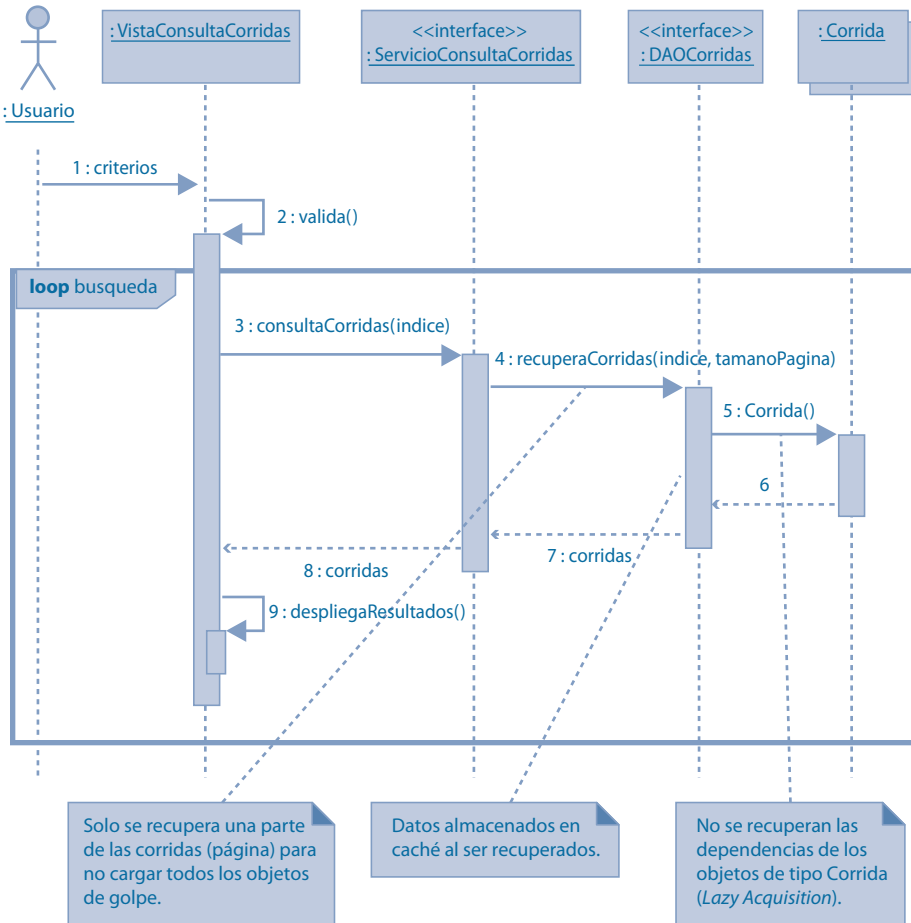 : VistaConsultaCorridas
<<interface>>
: ServicioConsultaCorridas
<<interface>>
: DAOCorridas
: Corrida
: Usuario
1 : criterios
2 : valida()
loop busqueda
3 : consultaCorridas(indice)
4 : recuperaCorridas(indice, tamanoPagina)
5 : Corrida()
6
7 : corridas
8 : corridas
9 : despliegaResultados()
Solo se recupera una parte
de las corridas (página) para
no cargar todos los objetos
de golpe.
Datos almacenados en
caché al ser recuperados.
No se recuperan las
dependencias de los
objetos de tipo Corrida
(Lazy Acquisition).